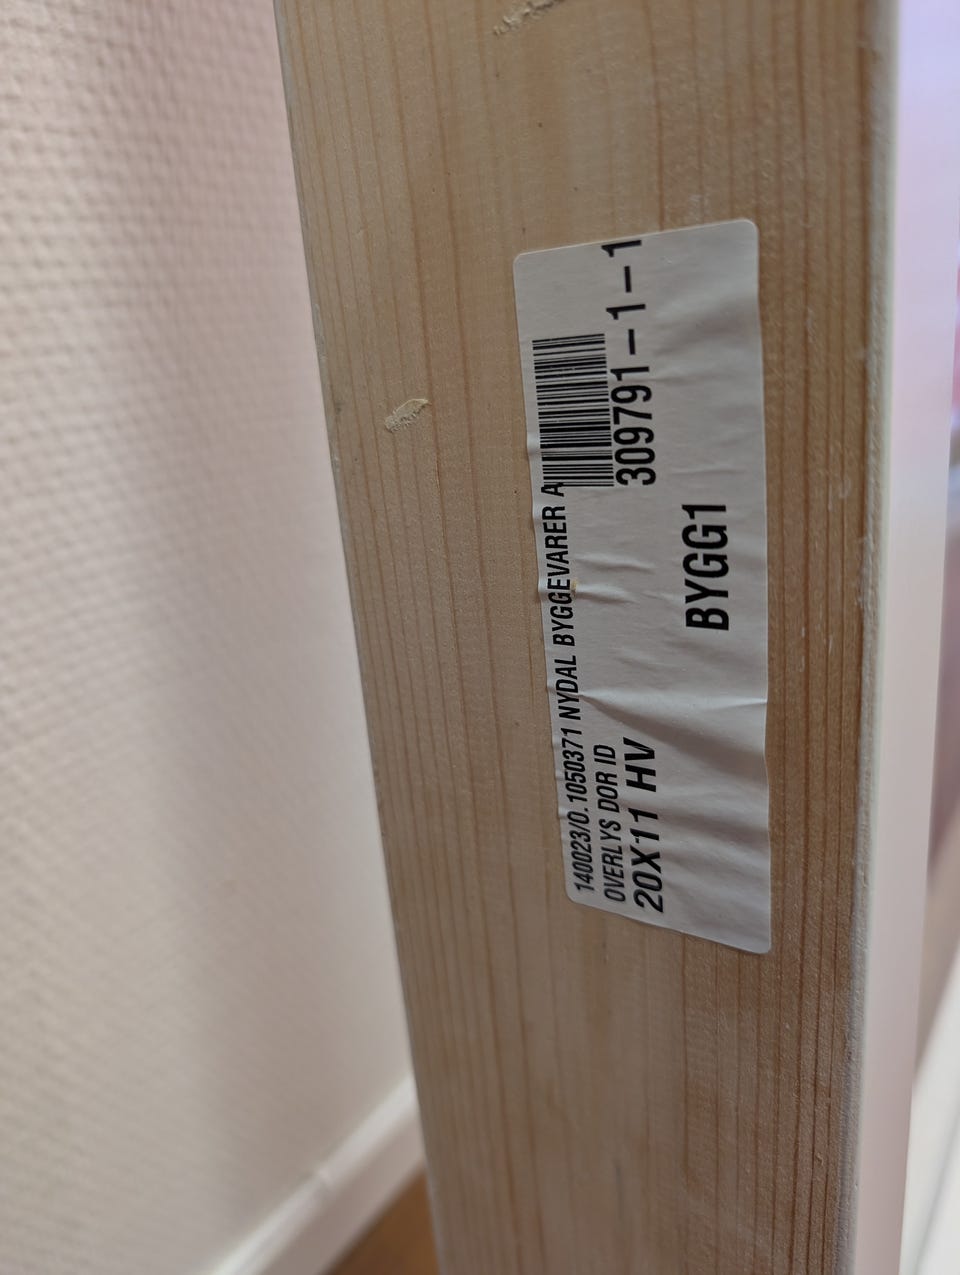 140023/0.1050371 NYDAL BYGGEVARER A
OVERLYS DOR ID
20X11 HV
309791-1-1
BYGG1